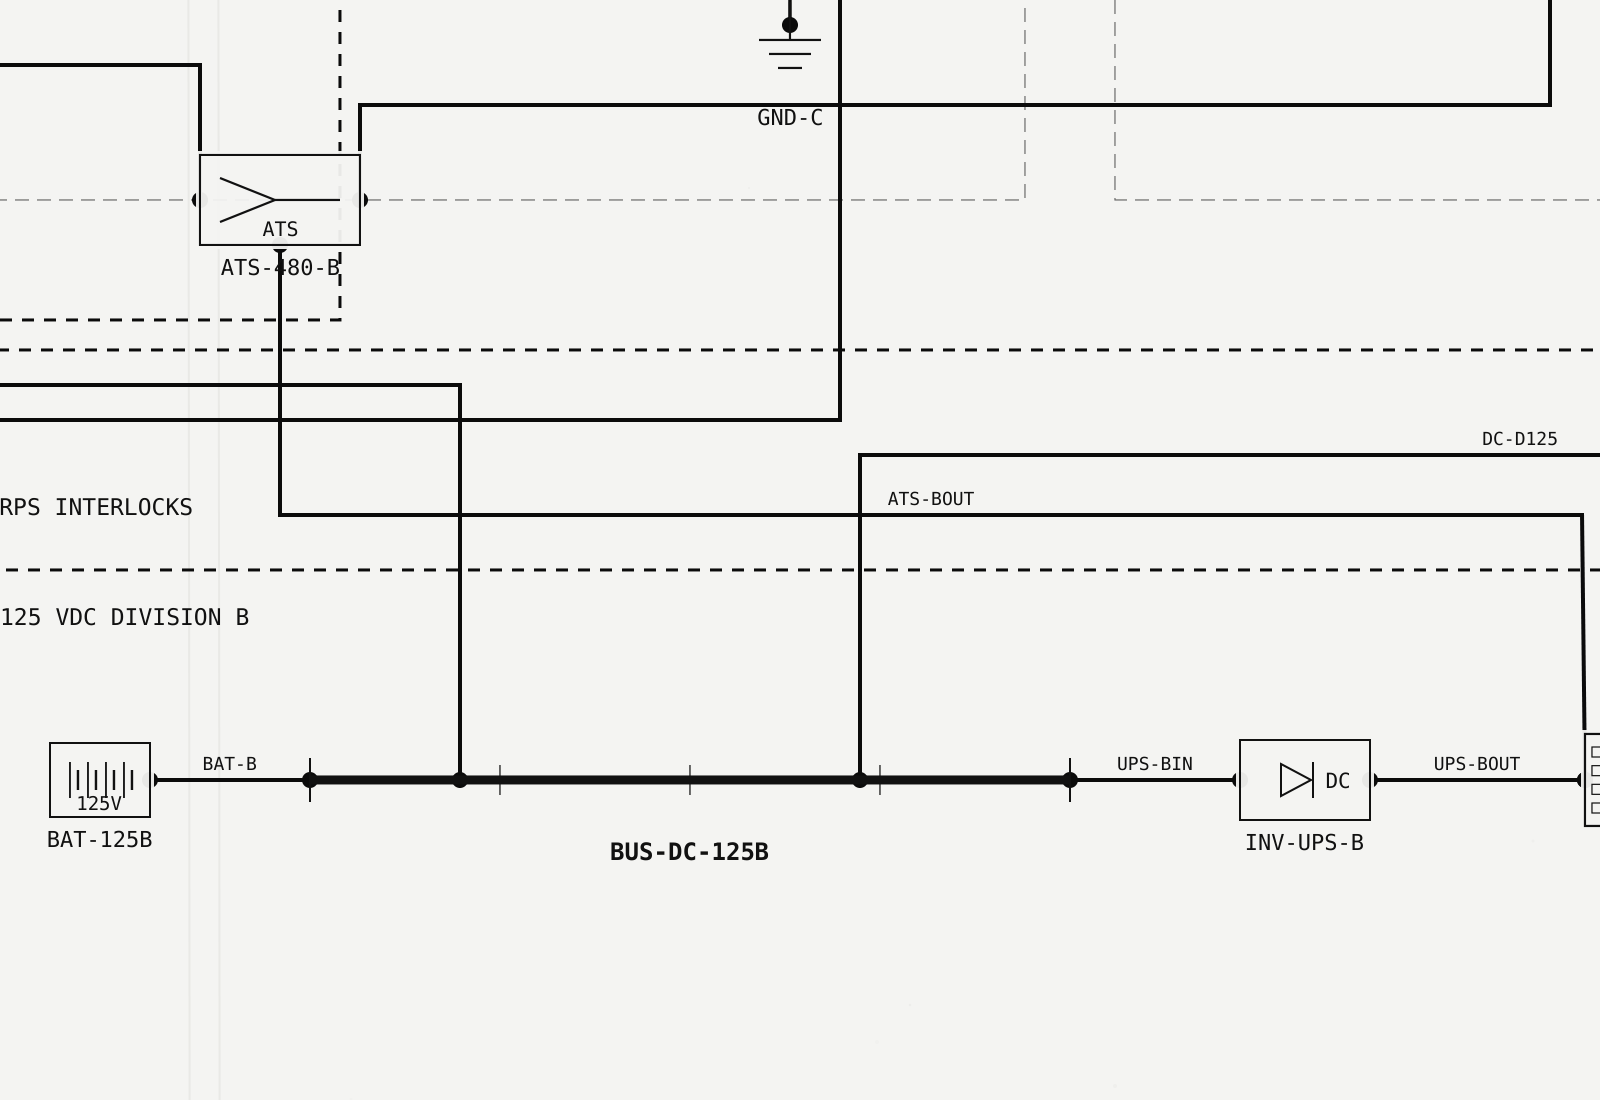 GND-C
ATS
ATS-480-B
DC-D125
ATS-BOUT
RPS INTERLOCKS
125 VDC DIVISION B
BAT-B
UPS-BIN
UPS-BOUT
125V
DC
BAT-125B
INV-UPS-B
BUS-DC-125B